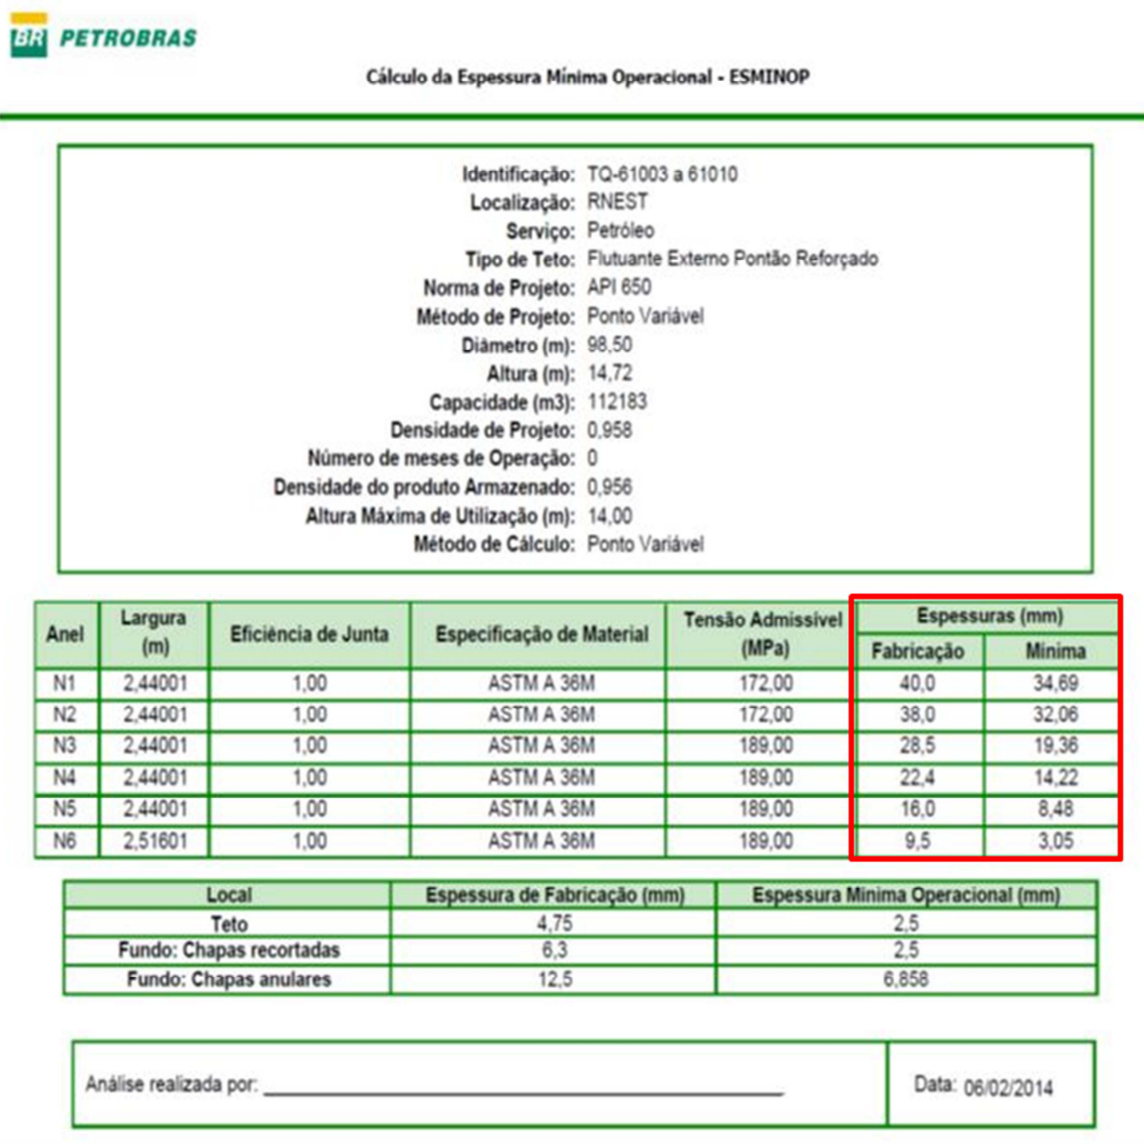 BR PETROBRAS
Cálculo da Espessura Mínima Operacional - ESMINOP
Identificação: TQ-61003 a 61010
Localização: RNEST
Serviço: Petróleo
Tipo de Teto: Flutuante Externo Pontão Reforçado
Norma de Projeto: API 650
Método de Projeto: Ponto Variável
Diâmetro (m): 98,50
Altura (m): 14,72
Capacidade (m3): 112183
Densidade de Projeto: 0,958
Número de meses de Operação: 0
Densidade do produto Armazenado: 0,956
Altura Máxima de Utilização (m): 14,00
Método de Cálculo: Ponto Variável
Anel Largura (m) Eficiência de Junta Especificação de Material Tensão Admissível (MPa) Espessuras (mm)
Fabricação Mínima
N1 2,44001 1,00 ASTM A 36M 172,00 40,0 34,69
N2 2,44001 1,00 ASTM A 36M 172,00 38,0 32,06
N3 2,44001 1,00 ASTM A 36M 189,00 28,5 19,36
N4 2,44001 1,00 ASTM A 36M 189,00 22,4 14,22
N5 2,44001 1,00 ASTM A 36M 189,00 16,0 8,48
N6 2,51601 1,00 ASTM A 36M 189,00 9,5 3,05
Local Espessura de Fabricação (mm) Espessura Mínima Operacional (mm)
Teto 4,75 2,5
Fundo: Chapas recortadas 6,3 2,5
Fundo: Chapas anulares 12,5 6,858
Análise realizada por:
Data: 06/02/2014